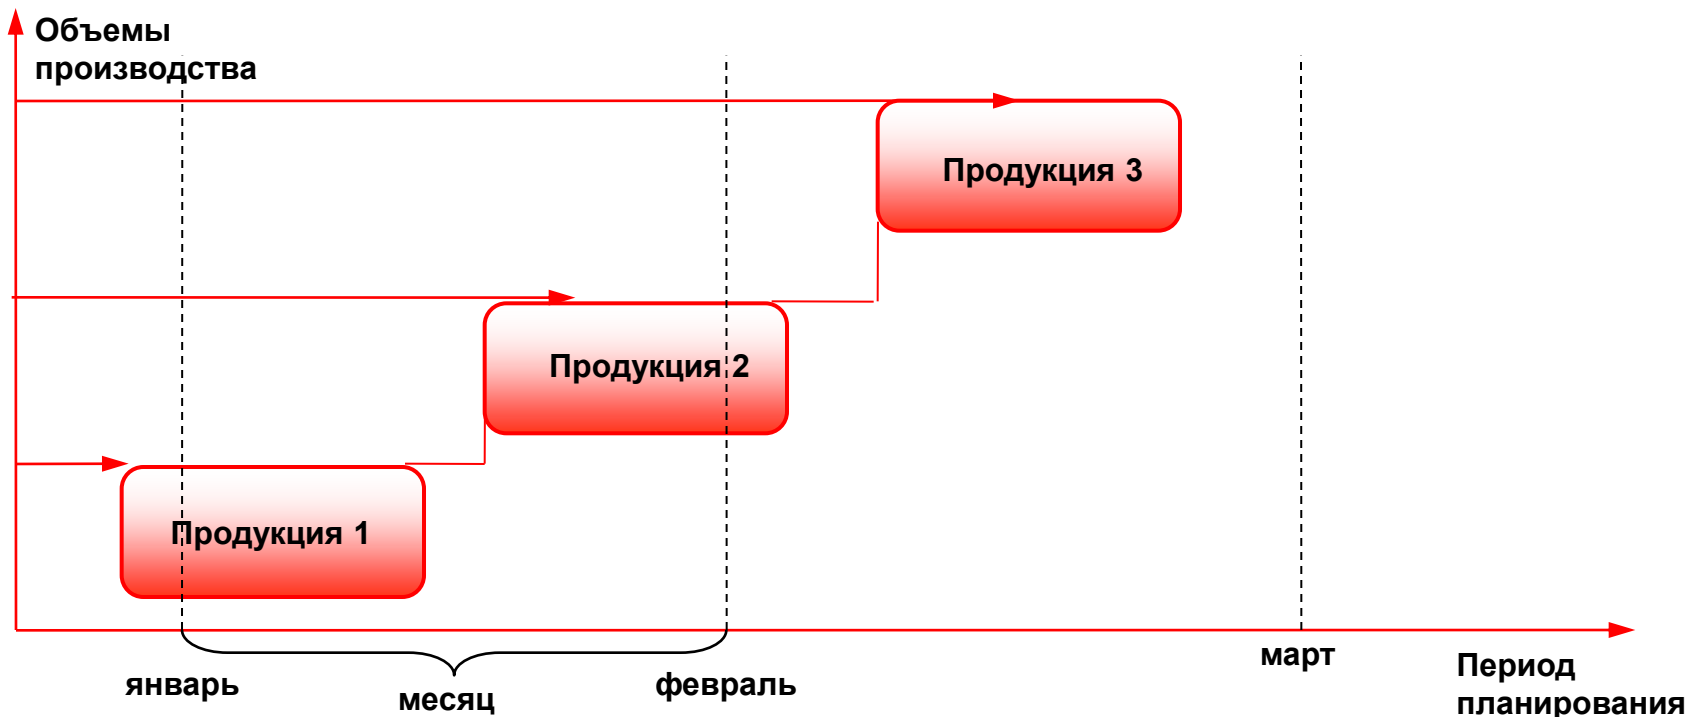 Объемы
производства
Продукция 3
Продукция 2
Продукция 1
январь
месяц
февраль
март
Период
планирования